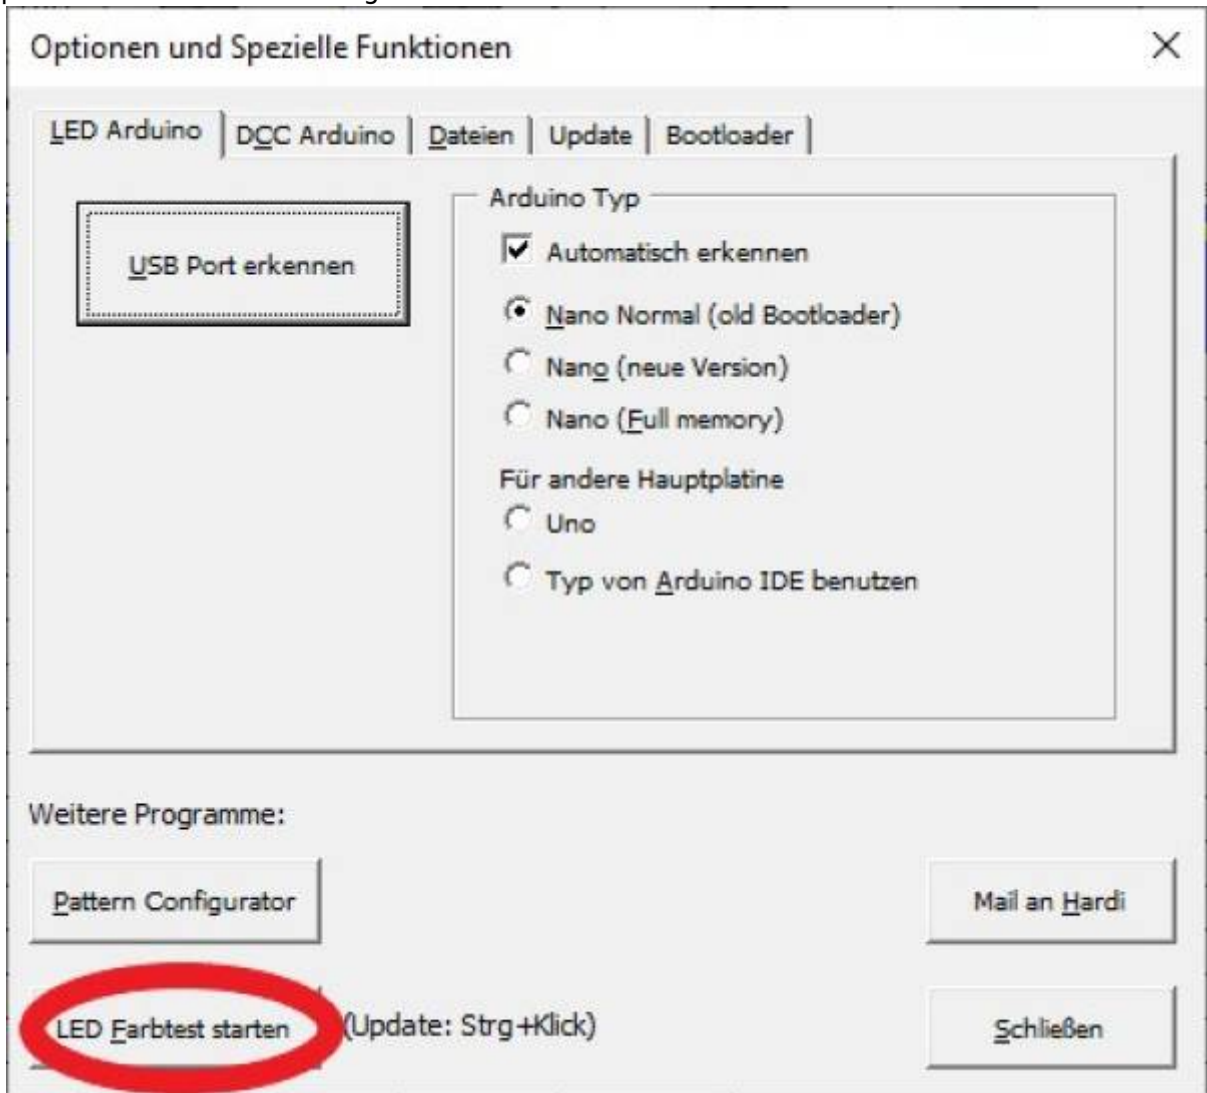 Optionen und Spezielle Funktionen
LED Arduino
DCC Arduino
Dateien
Update
Bootloader
USB Port erkennen
Arduino Typ
Automatisch erkennen
Nano Normal (old Bootloader)
Nano (neue Version)
Nano (Full memory)
Für andere Hauptplatine
Uno
Typ von Arduino IDE benutzen
Weitere Programme:
Pattern Configurator
Mail an Hardi
LED Farbtest starten
(Update: Strg+Klick)
Schließen